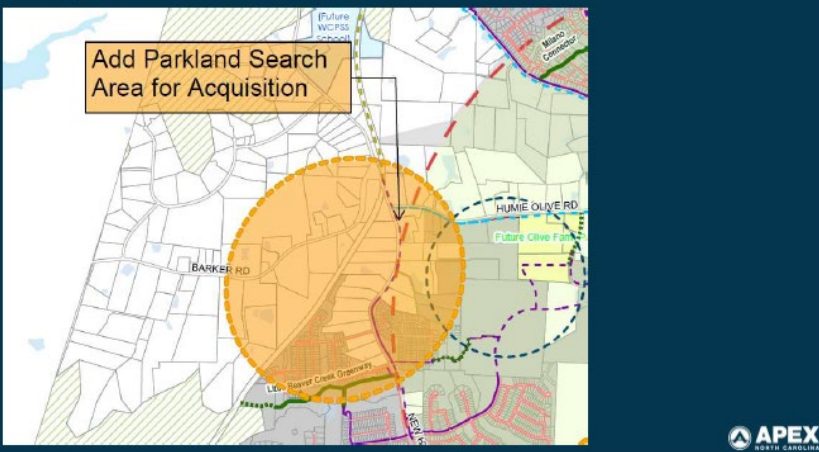 (Future
WCPSS
School)
Milano
Connector
Add Parkland Search
Area for Acquisition
HUMIE OLIVE RD
Future Olive Farm
BARKER RD
Little Beaver Creek Greenway
NEW
APEX
NORTH CAROLINA